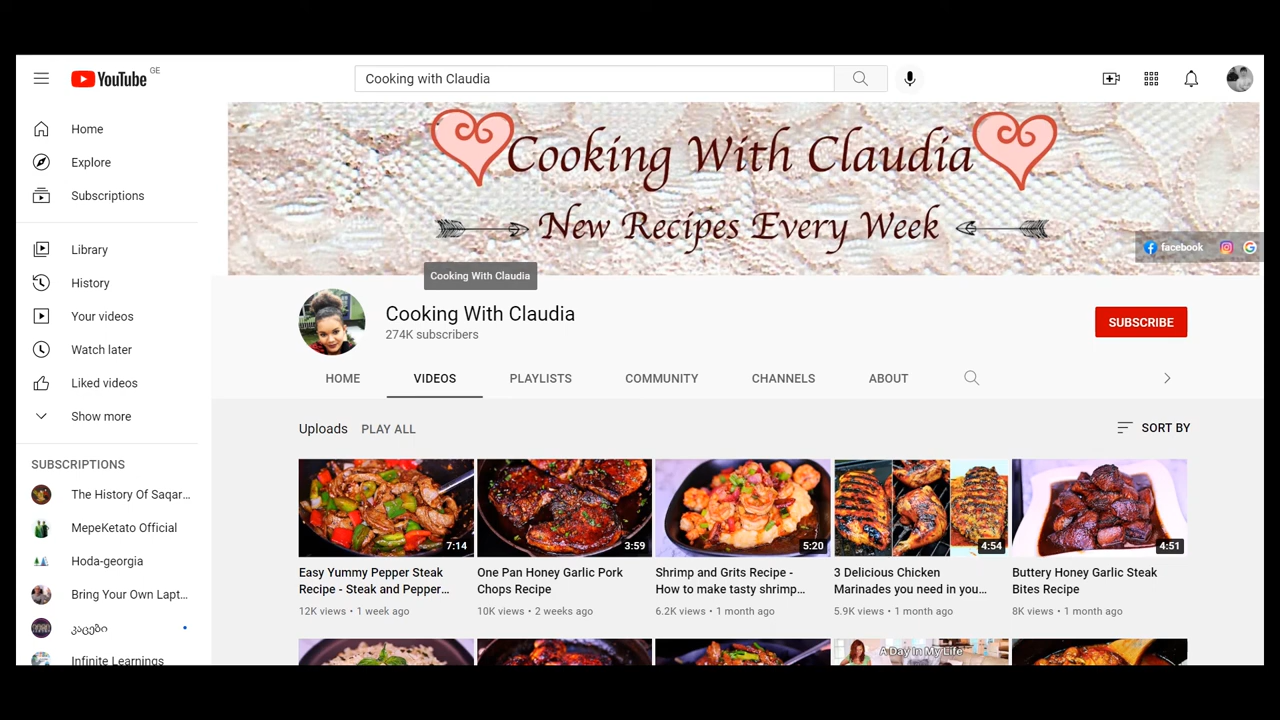 YouTube GE
Cooking with Claudia
Home
Explore
Subscriptions
Library
History
Your videos
Watch later
Liked videos
Show more
SUBSCRIPTIONS
The History Of Saqar...
MepeKetato Official
Hoda-georgia
Bring Your Own Lapt...
კაცები
Infinite Learnings
Cooking With Claudia
New Recipes Every Week
facebook
Cooking With Claudia
Cooking With Claudia
274K subscribers
SUBSCRIBE
HOME VIDEOS PLAYLISTS COMMUNITY CHANNELS ABOUT
Uploads PLAY ALL SORT BY
7:14
Easy Yummy Pepper Steak
Recipe - Steak and Pepper...
12K views • 1 week ago
3:59
One Pan Honey Garlic Pork
Chops Recipe
10K views • 2 weeks ago
5:20
Shrimp and Grits Recipe -
How to make tasty shrimp...
6.2K views • 1 month ago
4:54
3 Delicious Chicken
Marinades you need in you...
5.9K views • 1 month ago
4:51
Buttery Honey Garlic Steak
Bites Recipe
8K views • 1 month ago
A Day In My Life